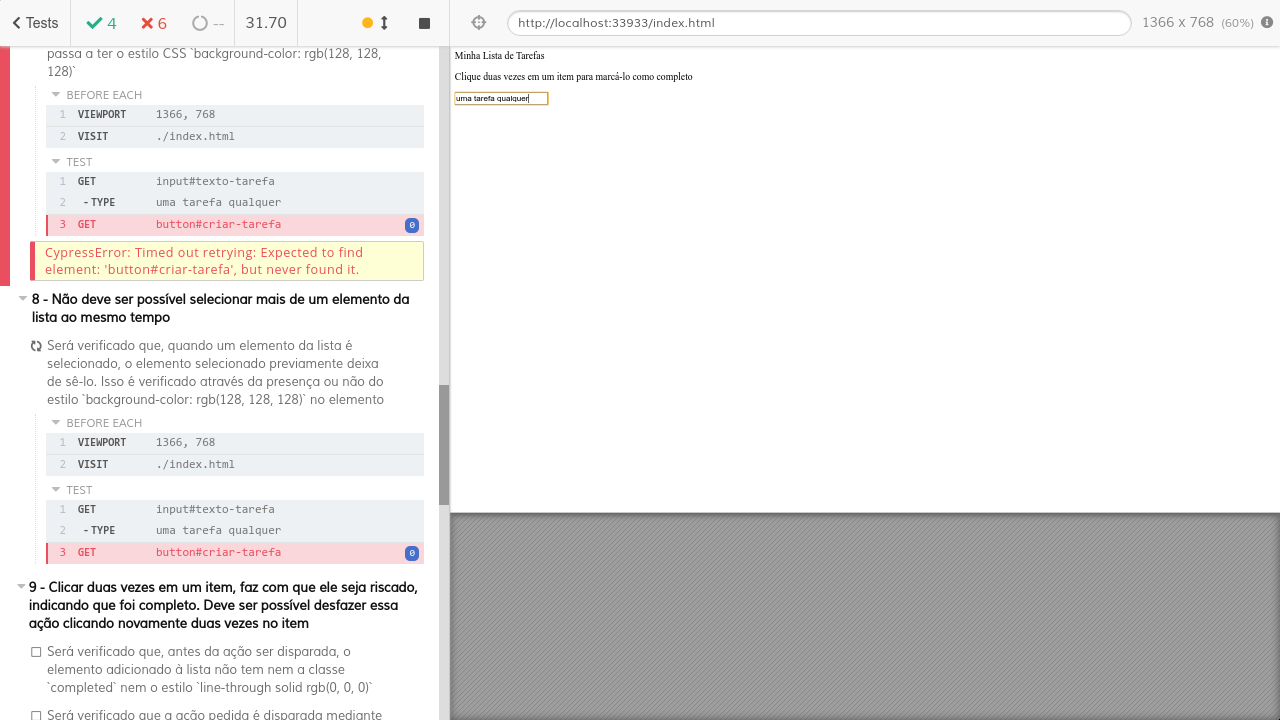 Tests 4 6 -- 31.70
passa a ter o estilo CSS `background-color: rgb(128, 128,
128)`
BEFORE EACH
1 VIEWPORT 1366, 768
2 VISIT ./index.html
TEST
1 GET input#texto-tarefa
2 -TYPE uma tarefa qualquer
3 GET button#criar-tarefa 0
CypressError: Timed out retrying: Expected to find
element: 'button#criar-tarefa', but never found it.
8 - Não deve ser possível selecionar mais de um elemento da
lista ao mesmo tempo
Será verificado que, quando um elemento da lista é
selecionado, o elemento selecionado previamente deixa
de sê-lo. Isso é verificado através da presença ou não do
estilo `background-color: rgb(128, 128, 128)` no elemento
BEFORE EACH
1 VIEWPORT 1366, 768
2 VISIT ./index.html
TEST
1 GET input#texto-tarefa
2 -TYPE uma tarefa qualquer
3 GET button#criar-tarefa 0
9 - Clicar duas vezes em um item, faz com que ele seja riscado,
indicando que foi completo. Deve ser possível desfazer essa
ação clicando novamente duas vezes no item
Será verificado que, antes da ação ser disparada, o
elemento adicionado à lista não tem nem a classe
`completed` nem o estilo `line-through solid rgb(0, 0, 0)`
Será verificado que a ação pedida é disparada mediante
http://localhost:33933/index.html 1366 x 768 (60%)
Minha Lista de Tarefas
Clique duas vezes em um item para marcá-lo como completo
uma tarefa qualquer